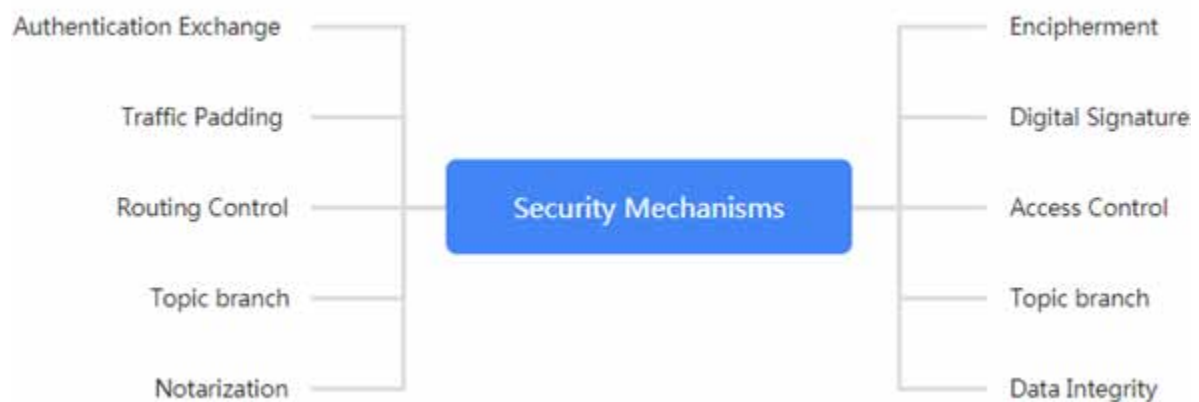 Authentication Exchange
Traffic Padding
Routing Control
Topic branch
Notarization
Security Mechanisms
Encipherment
Digital Signature
Access Control
Topic branch
Data Integrity